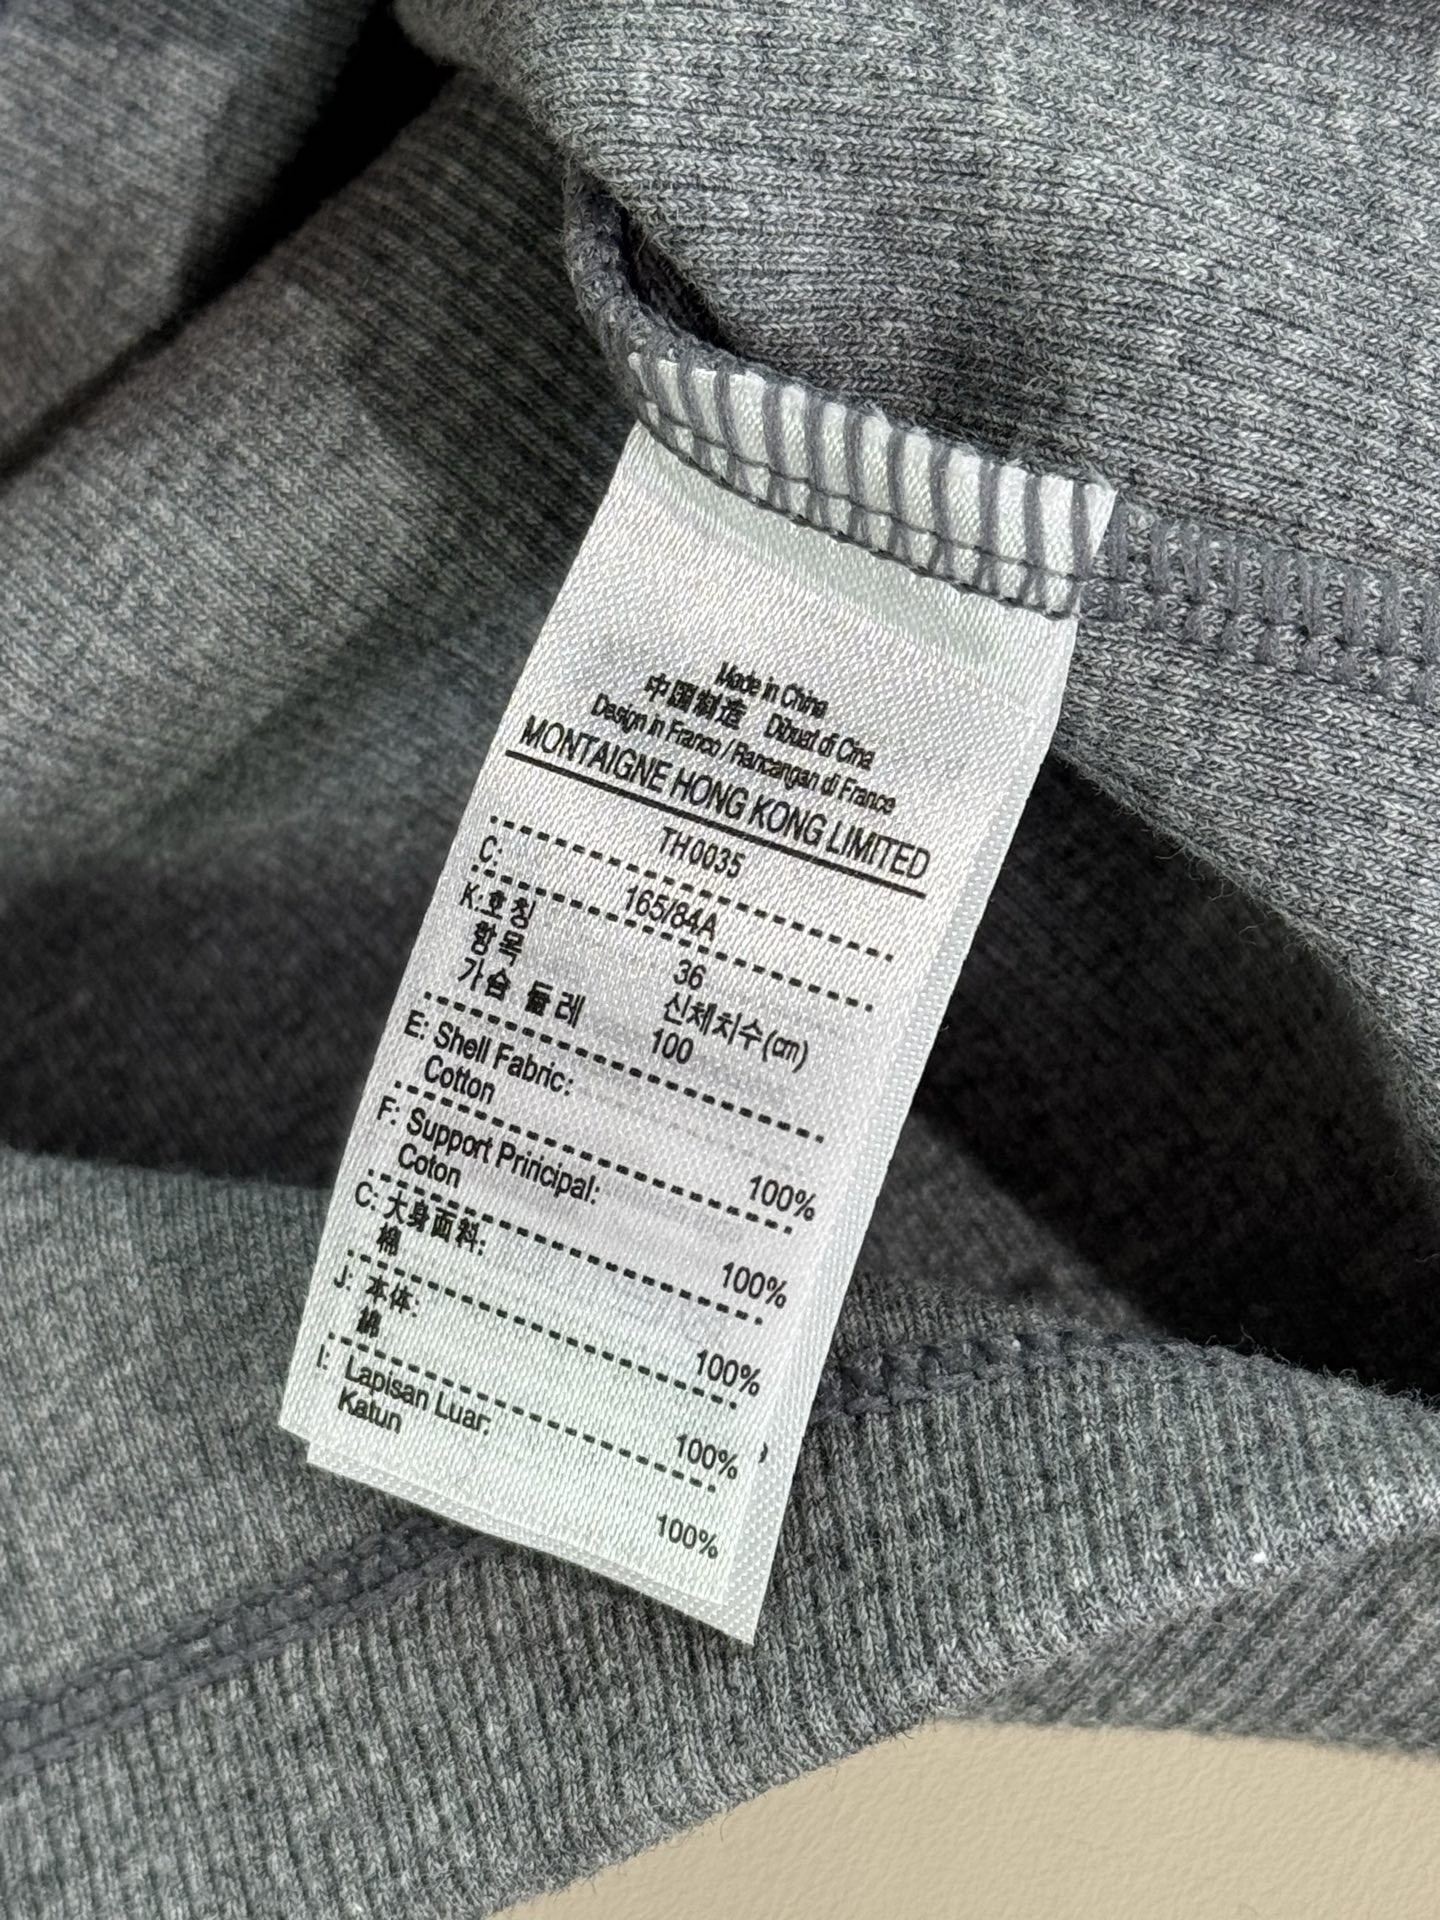 Made in China
中国制造 Dibuat di Cina
Design in Franco / Rancangan di France
MONTAIGNE HONG KONG LIMITED
TH0035
C: 165/84A
K:호칭 36
항목 신체치수(cm)
가슴 둘레 100
E: Shell Fabric:
Cotton 100%
F: Support Principal:
Coton 100%
C: 大身面料:
棉 100%
J: 本体:
綿 100%
I: Lapisan Luar:
Katun 100%